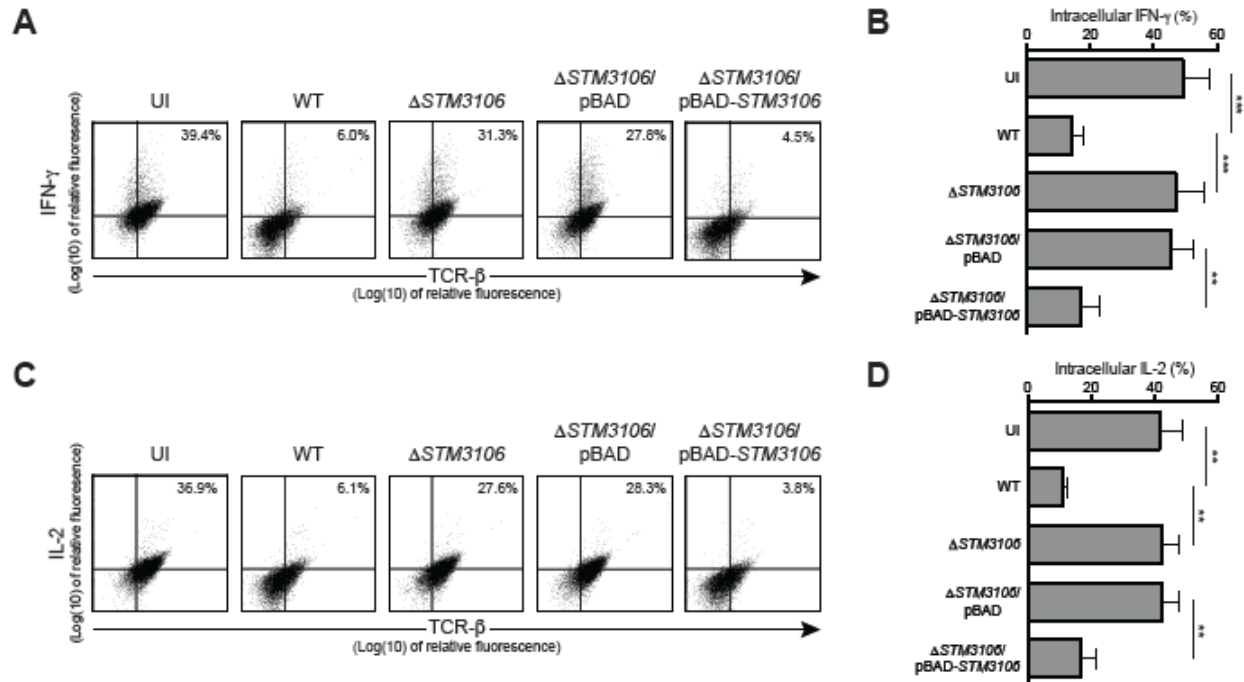 A
UI
WT
ΔSTM3106
ΔSTM3106/
pBAD
ΔSTM3106/
pBAD-STM3106
IFN-γ
(Log(10) of relative fluorescence)
39.4%
6.0%
31.3%
27.8%
4.5%
TCR-β
(Log(10) of relative fluorescence)
B
Intracellular IFN-γ (%)
0 20 40 60
UI
WT
ΔSTM3106
ΔSTM3106/
pBAD
ΔSTM3106/
pBAD-STM3106
***
***
**
C
UI
WT
ΔSTM3106
ΔSTM3106/
pBAD
ΔSTM3106/
pBAD-STM3106
IL-2
(Log(10) of relative fluoresence)
36.9%
6.1%
27.6%
28.3%
3.8%
TCR-β
(Log(10) of relative fluorescence)
D
Intracellular IL-2 (%)
0 20 40 60
UI
WT
ΔSTM3106
ΔSTM3106/
pBAD
ΔSTM3106/
pBAD-STM3106
**
**
**